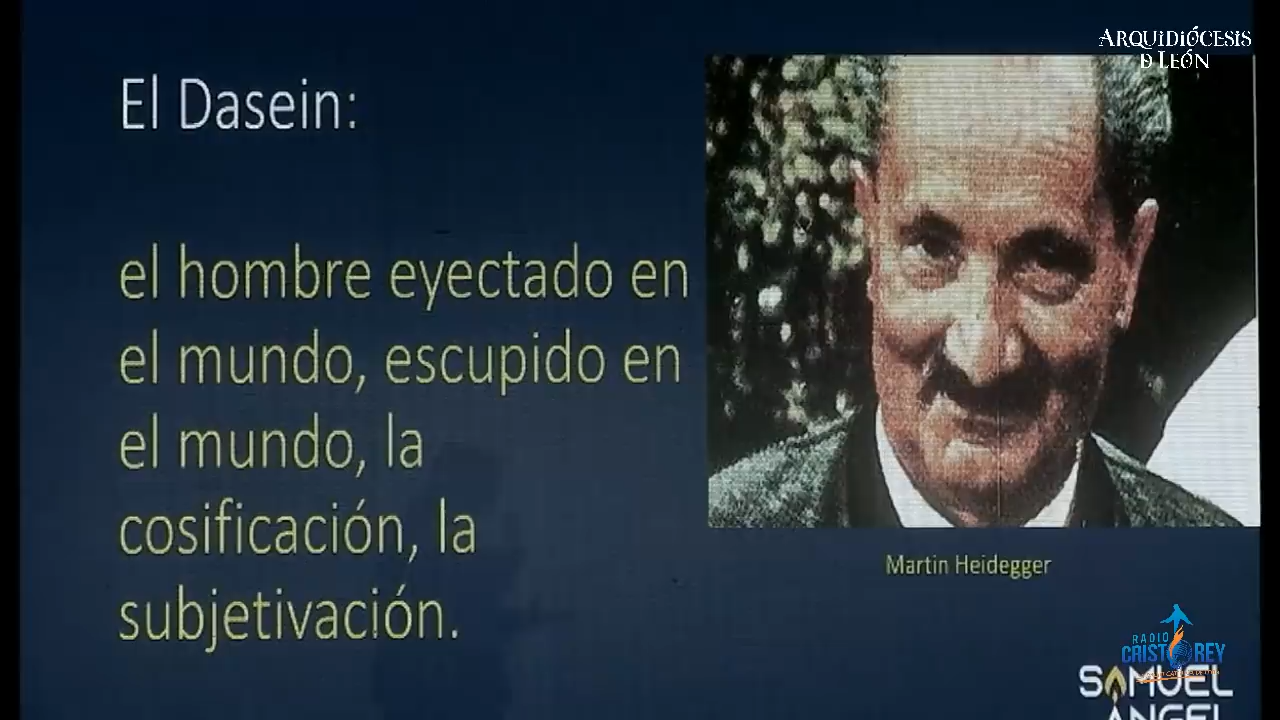 ARQUIDIÓCESIS
D LEÓN
El Dasein:
el hombre eyectado en
el mundo, escupido en
el mundo, la
cosificación, la
subjetivación.
Martin Heidegger
RADIO
CRISTO REY
SAMUEL
ANGEL